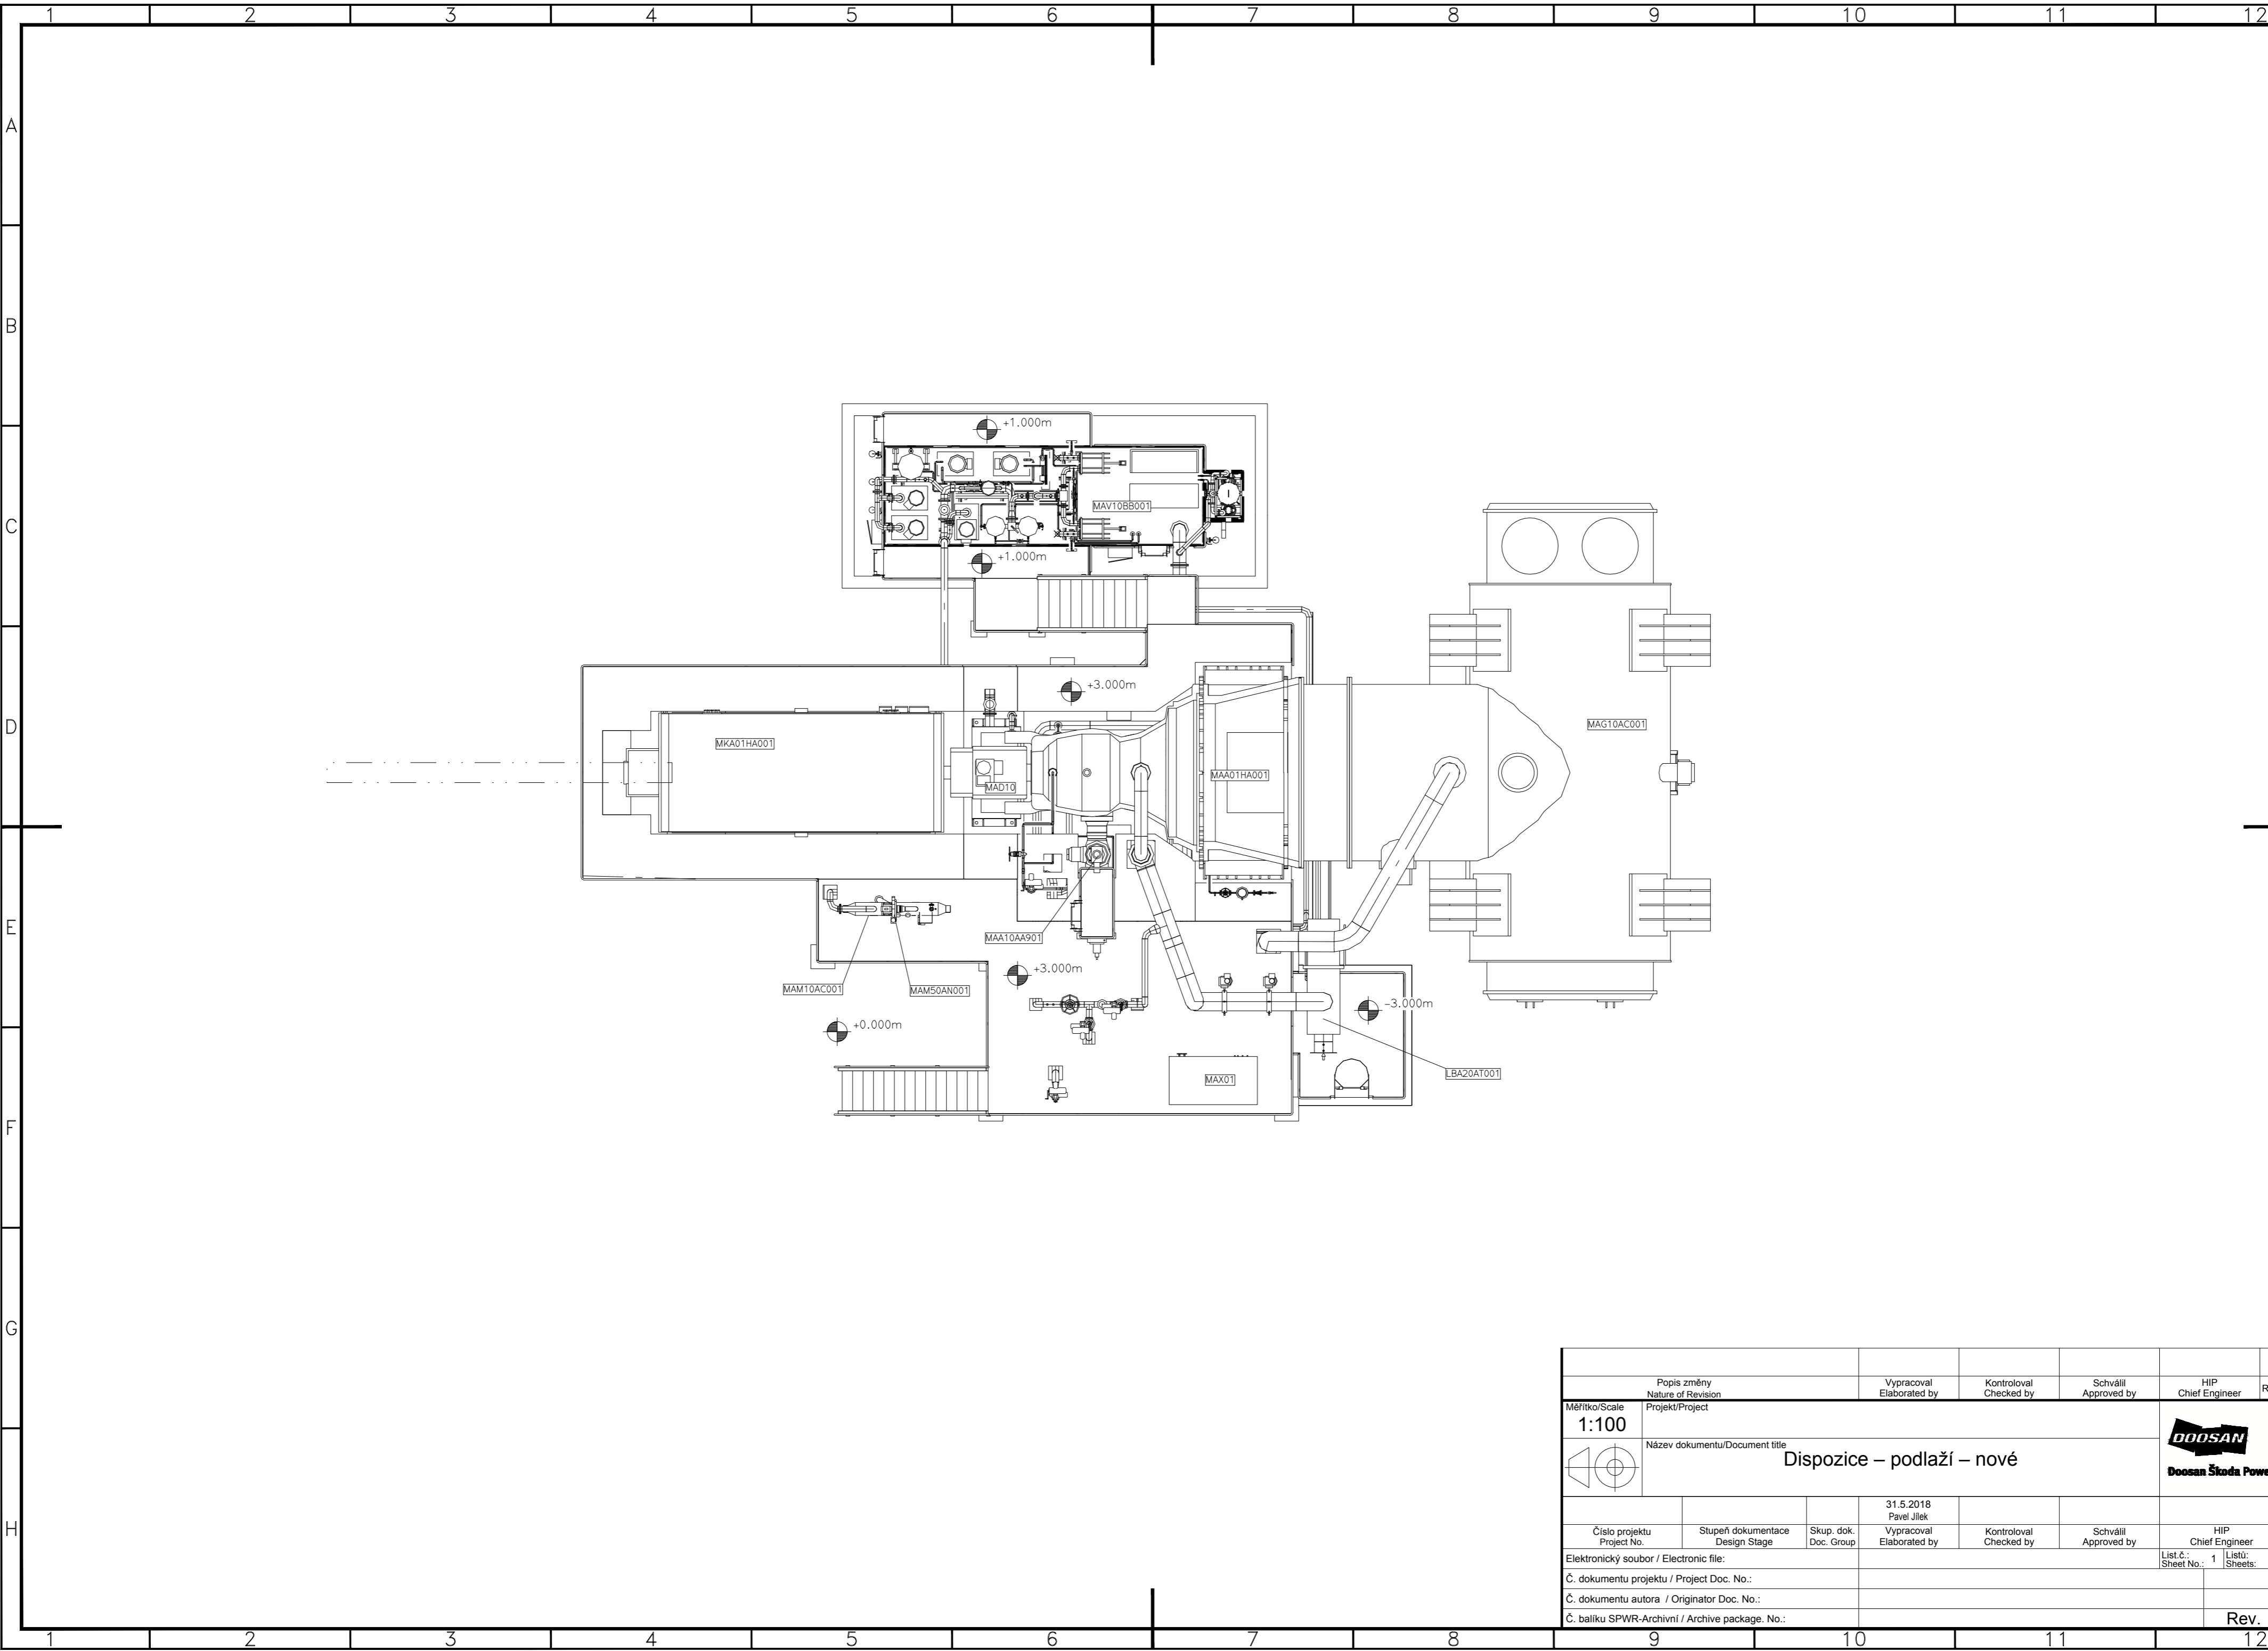 1 2 3 4 5 6 7 8 9 10 11 12
A
B
C
D
E
F
G
H
+1.000m
MAV10BB001
+1.000m
+3.000m
MKA01HA001
MAG10AC001
MAA01HA001
MAD10
MAA10AA901
+3.000m
MAM10AC001
MAM50AN001
-3.000m
+0.000m
LBA20AT001
MAX01
Popis změny
Nature of Revision
Vypracoval
Elaborated by
Kontroloval
Checked by
Schválil
Approved by
HIP
Chief Engineer
R
Měřítko/Scale
1:100
Projekt/Project
Název dokumentu/Document title
Dispozice – podlaží – nové
DOOSAN
Doosan Škoda Powe
31.5.2018
Pavel Jílek
Číslo projektu
Project No.
Stupeň dokumentace
Design Stage
Skup. dok.
Doc. Group
Vypracoval
Elaborated by
Kontroloval
Checked by
Schválil
Approved by
HIP
Chief Engineer
Elektronický soubor / Electronic file:
List.č.: 1 Listů:
Sheet No.: Sheets:
Č. dokumentu projektu / Project Doc. No.:
Č. dokumentu autora / Originator Doc. No.:
Č. balíku SPWR-Archivní / Archive package. No.:
Rev.
1 2 3 4 5 6 7 8 9 10 11 12